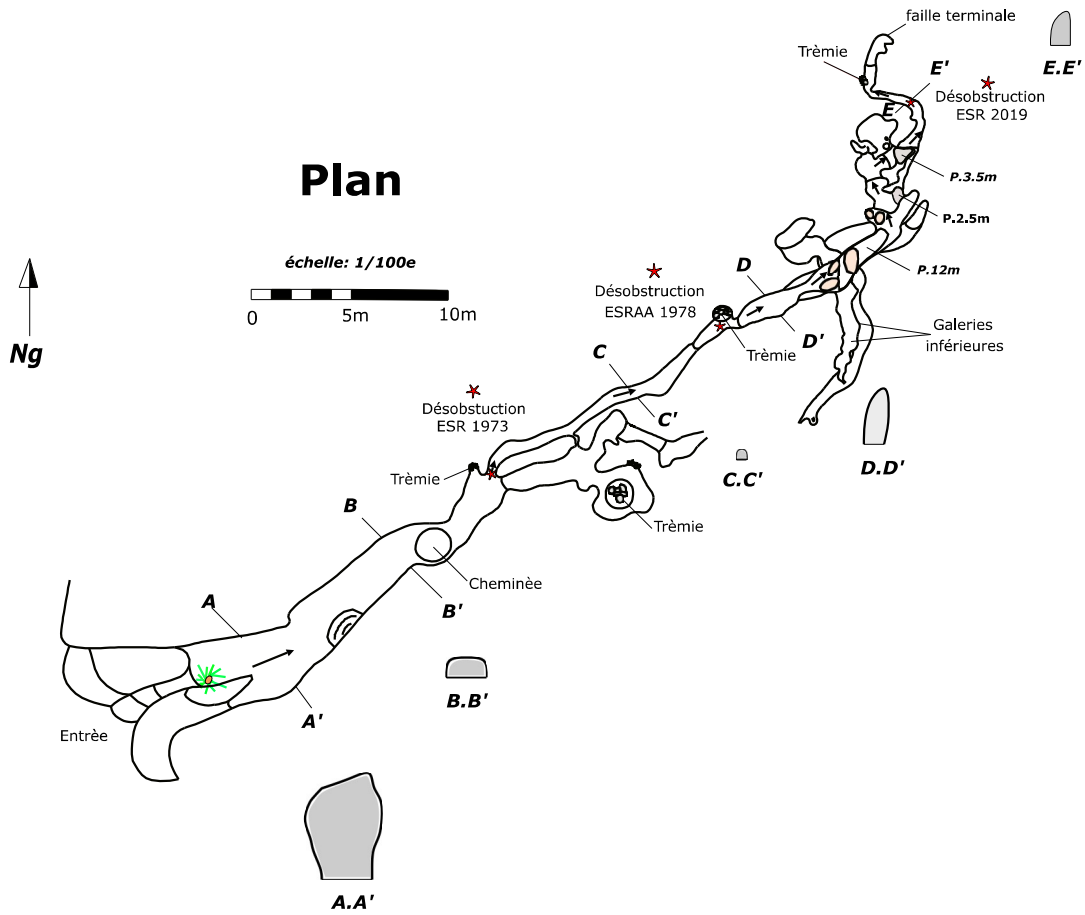 faille terminale
Trèmie
E'
E.E'
Désobstruction
ESR 2019
E
Plan
P.3.5m
P.2.5m
échelle: 1/100e
0
5m
10m
Ng
P.12m
D
Désobstruction
ESRAA 1978
D'
Trèmie
Galeries
inférieures
C
C'
Désobstuction
ESR 1973
C.C'
D.D'
Trèmie
B
Trèmie
Cheminèe
B'
A
B.B'
A'
Entrèe
A.A'